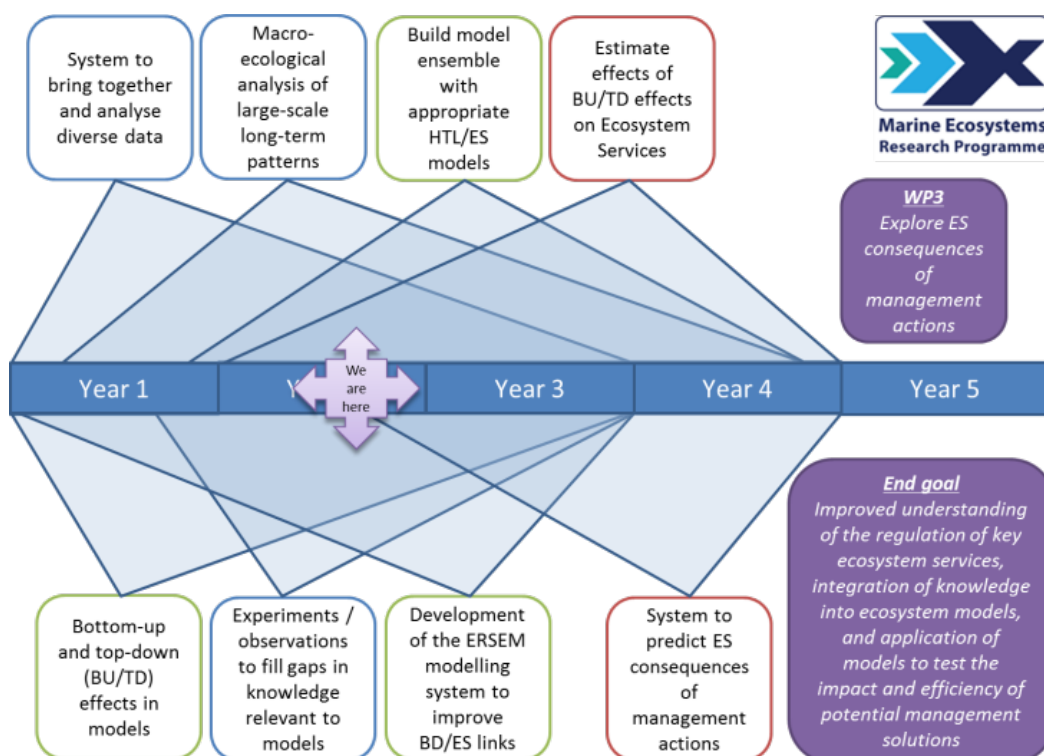 System to
bring together
and analyse
diverse data
Macro-
ecological
analysis of
large-scale
long-term
patterns
Build model
ensemble
with
appropriate
HTL/ES
models
Estimate
effects of
BU/TD effects
on Ecosystem
Services
Marine Ecosystems
Research Programme
WP3
Explore ES
consequences
of
management
actions
Year 1
Y
We
are
here
Year 3
Year 4
Year 5
Bottom-up
and top-down
(BU/TD)
effects in
models
Experiments /
observations
to fill gaps in
knowledge
relevant to
models
Development
of the ERSEM
modelling
system to
improve
BD/ES links
System to
predict ES
consequences
of
management
actions
End goal
Improved understanding
of the regulation of key
ecosystem services,
integration of knowledge
into ecosystem models,
and application of
models to test the
impact and efficiency of
potential management
solutions